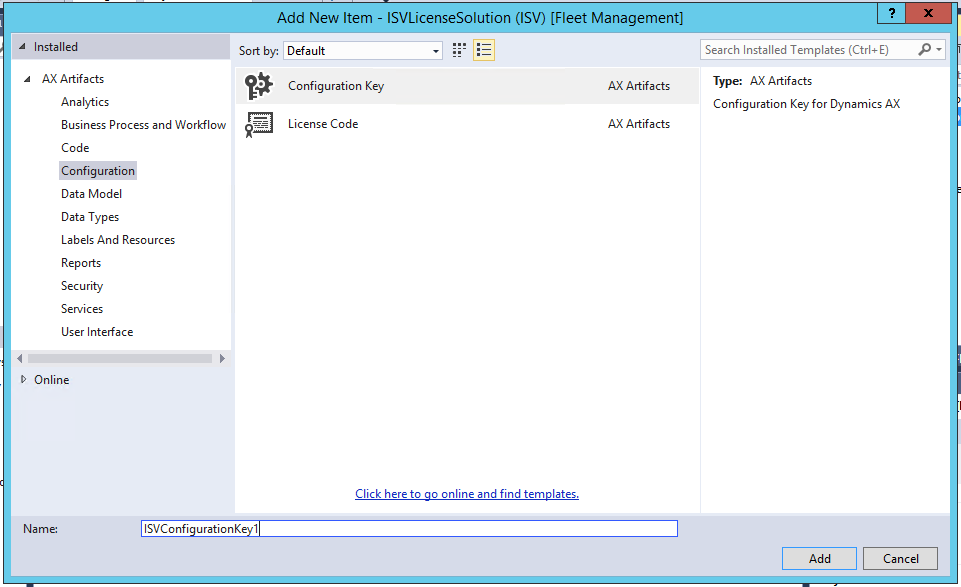 Add New Item - ISVLicenseSolution (ISV) [Fleet Management]
? x
Installed
Sort by: Default
Search Installed Templates (Ctrl+E)
AX Artifacts
Analytics
Business Process and Workflow
Code
Configuration
Data Model
Data Types
Labels And Resources
Reports
Security
Services
User Interface
Online
Configuration Key AX Artifacts
License Code AX Artifacts
Type: AX Artifacts
Configuration Key for Dynamics AX
Click here to go online and find templates.
Name: ISVConfigurationKey1
Add Cancel